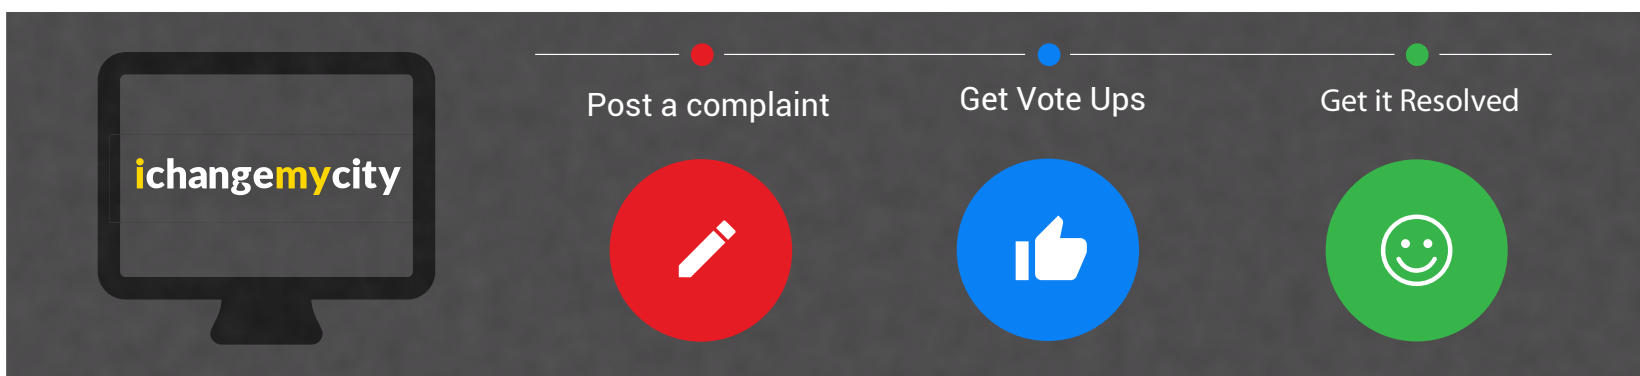 ichangemycity
Post a complaint
Get Vote Ups
Get it Resolved